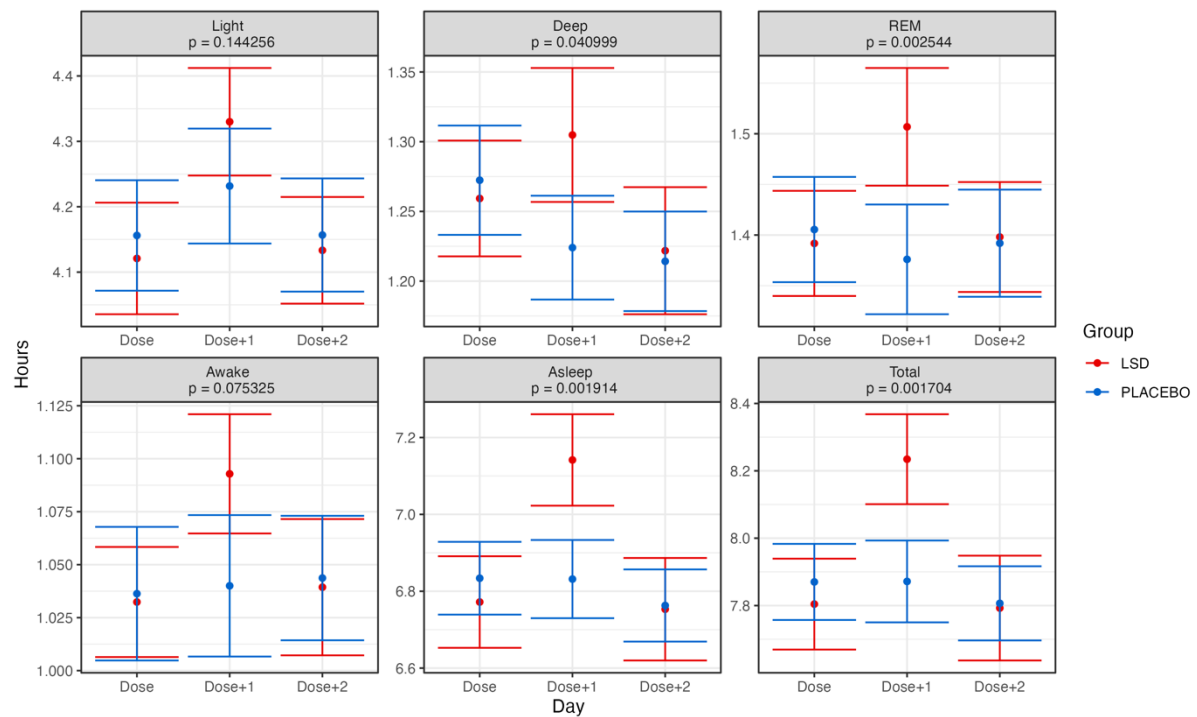 Light
p = 0.144256
Deep
p = 0.040999
REM
p = 0.002544
4.4
4.3
4.2
4.1
1.35
1.30
1.25
1.20
1.5
1.4
Dose Dose+1 Dose+2
Dose Dose+1 Dose+2
Dose Dose+1 Dose+2
Hours
Awake
p = 0.075325
Asleep
p = 0.001914
Total
p = 0.001704
1.125
1.100
1.075
1.050
1.025
1.000
7.2
7.0
6.8
6.6
8.4
8.2
8.0
7.8
Dose Dose+1 Dose+2
Dose Dose+1 Dose+2
Dose Dose+1 Dose+2
Day
Group
LSD
PLACEBO